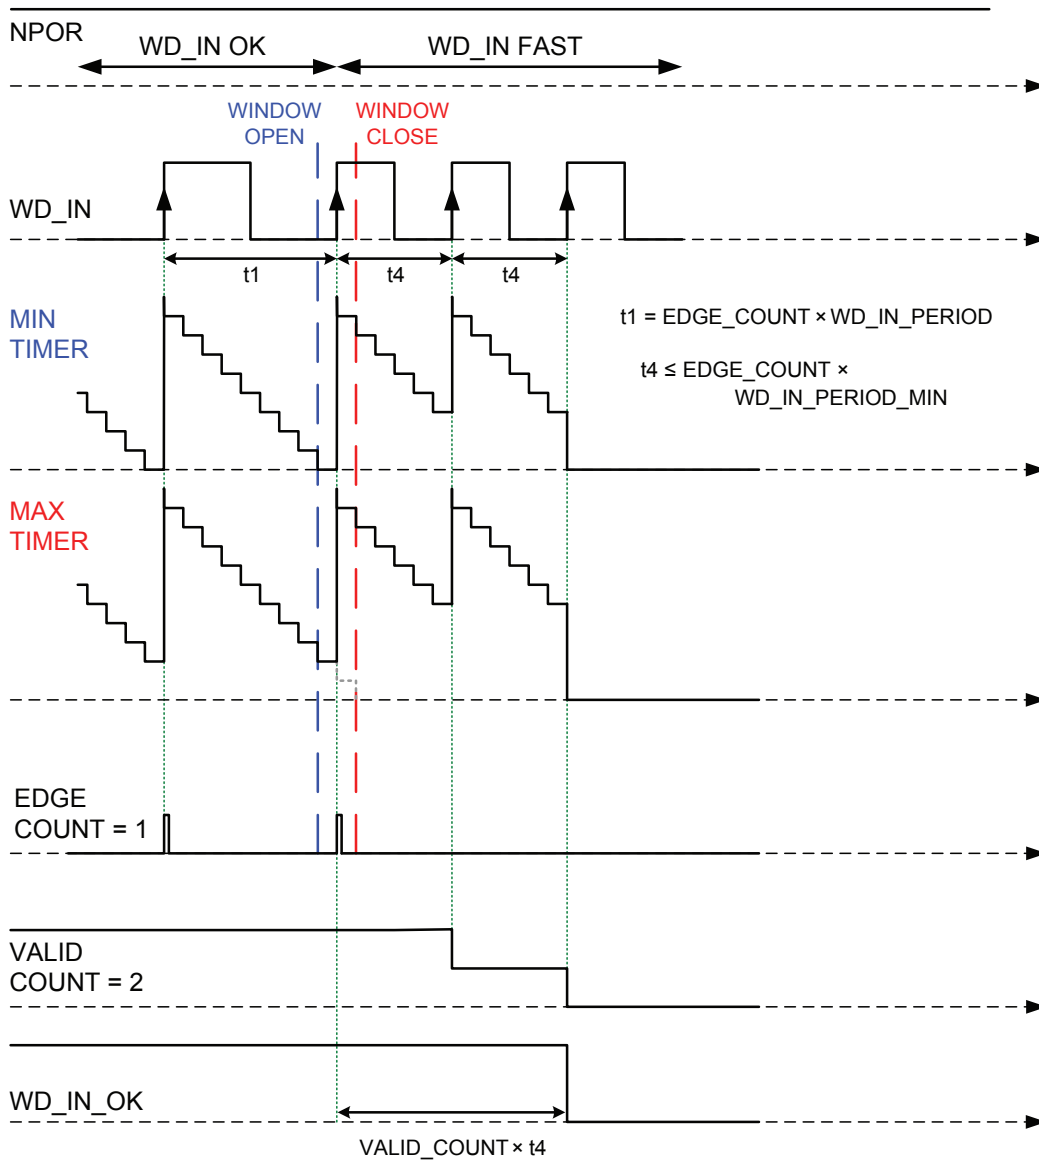 NPOR
WD_IN OK
WD_IN FAST
WINDOW
OPEN
WINDOW
CLOSE
WD_IN
t1
t4
t4
MIN
TIMER
t1 = EDGE_COUNT × WD_IN_PERIOD
t4 ≤ EDGE_COUNT ×
WD_IN_PERIOD_MIN
MAX
TIMER
EDGE
COUNT = 1
VALID
COUNT = 2
WD_IN_OK
VALID_COUNT × t4